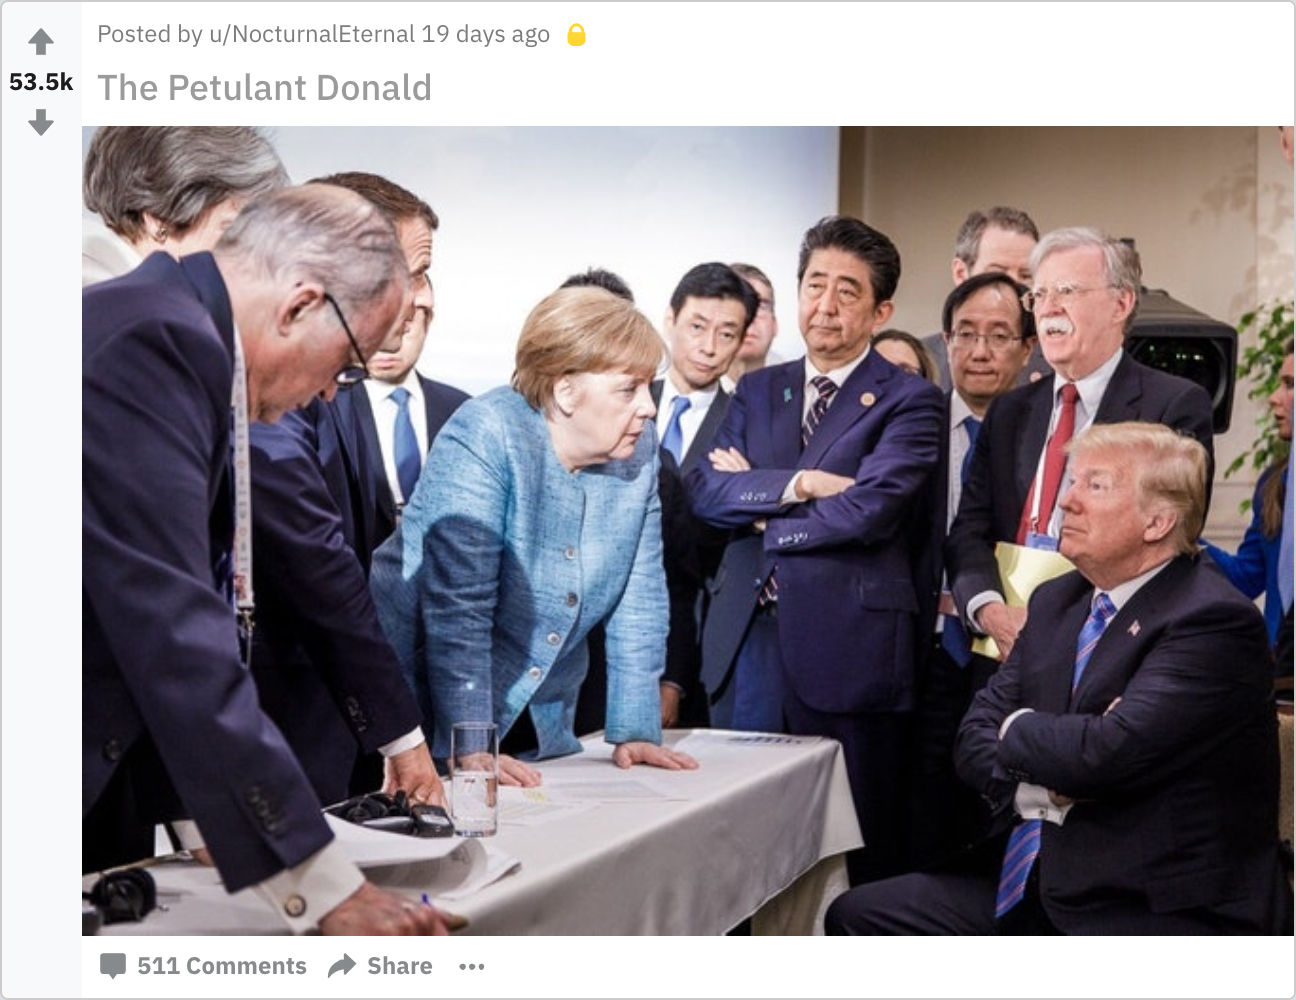 Posted by u/NocturnalEternal 19 days ago
53.5k
The Petulant Donald
511 Comments
Share